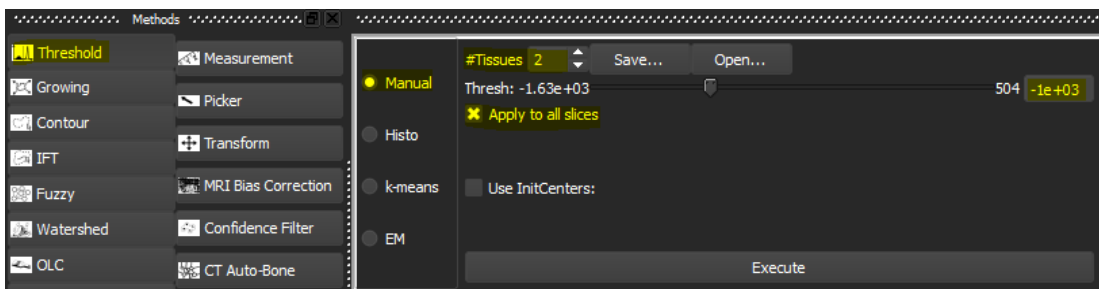 Methods
Threshold
Growing
Contour
IFT
Fuzzy
Watershed
OLC
Measurement
Picker
Transform
MRI Bias Correction
Confidence Filter
CT Auto-Bone
Manual
Histo
k-means
EM
#Tissues 2 Save... Open...
Thresh: -1.63e+03 504 -1e+03
Apply to all slices
Use InitCenters:
Execute